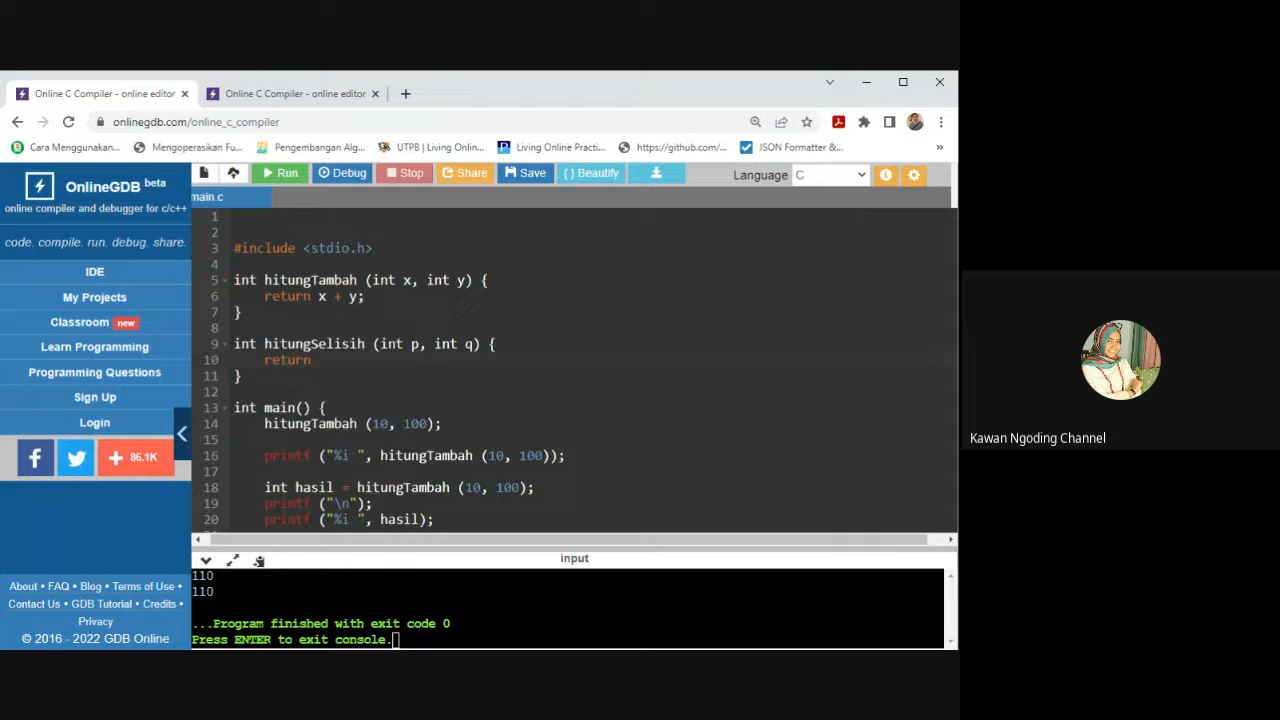 Online C Compiler - online editor
Online C Compiler - online editor
onlinegdb.com/online_c_compiler
Cara Menggunakan...
Mengoperasikan Fu...
Pengembangan Alg...
UTPB | Living Onlin...
Living Online Practi...
https://github.com/...
JSON Formatter &...
»
OnlineGDB beta
online compiler and debugger for c/c++
code. compile. run. debug. share.
IDE
My Projects
Classroom new
Learn Programming
Programming Questions
Sign Up
Login
86.1K
About • FAQ • Blog • Terms of Use •
Contact Us • GDB Tutorial • Credits •
Privacy
© 2016 - 2022 GDB Online
Run
Debug
Stop
Share
Save
{ } Beautify
Language C
main.c
1
2
3 #include <stdio.h>
4
5 int hitungTambah (int x, int y) {
6 return x + y;
7 }
8
9 int hitungSelisih (int p, int q) {
10 return
11 }
12
13 int main() {
14 hitungTambah (10, 100);
15
16 printf ("%i ", hitungTambah (10, 100));
17
18 int hasil = hitungTambah (10, 100);
19 printf ("\n");
20 printf ("%i ", hasil);
input
110
110
...Program finished with exit code 0
Press ENTER to exit console.
Kawan Ngoding Channel